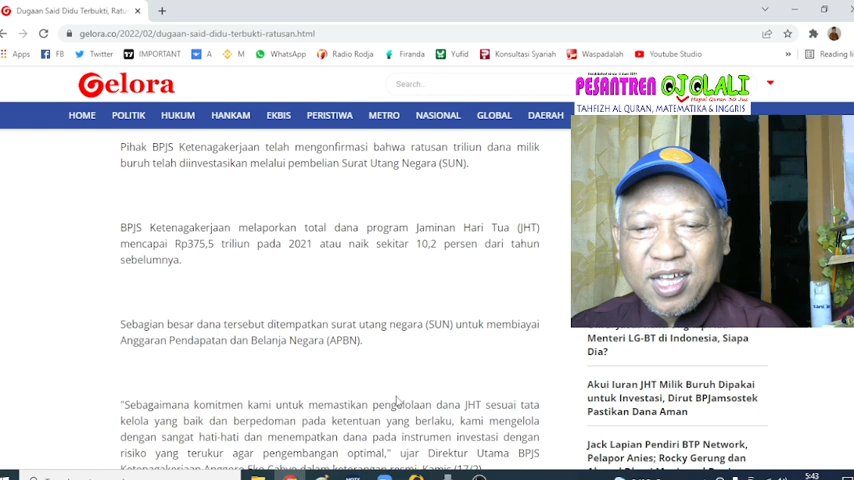 Dugaan Said Didu Terbukti, Ratu
gelora.co/2022/02/dugaan-said-didu-terbukti-ratusan.html
Apps
F8
Twitter
IMPORTANT
A
M
WhatsApp
Radio Rodja
Firanda
Yufid
Konsultasi Syariah
Waspadalah
YouTube Studio
»
Reading li
Gelora
Search...
PESANTREN OJOLALI
Hapal Quran 30 Juz
TAHFIZH AL QURAN, MATEMATIKA & INGGRIS
HOME POLITIK HUKUM HANKAM EKBIS PERISTIWA METRO NASIONAL GLOBAL DAERAH
Pihak BPJS Ketenagakerjaan telah mengonfirmasi bahwa ratusan triliun dana milik
buruh telah diinvestasikan melalui pembelian Surat Utang Negara (SUN).
BPJS Ketenagakerjaan melaporkan total dana program Jaminan Hari Tua (JHT)
mencapai Rp375,5 triliun pada 2021 atau naik sekitar 10,2 persen dari tahun
sebelumnya.
Sebagian besar dana tersebut ditempatkan surat utang negara (SUN) untuk membiayai
Anggaran Pendapatan dan Belanja Negara (APBN).
"Sebagaimana komitmen kami untuk memastikan pengelolaan dana JHT sesuai tata
kelola yang baik dan berpedoman pada ketentuan yang berlaku, kami mengelola
dengan sangat hati-hati dan menempatkan dana pada instrumen investasi dengan
risiko yang terukur agar pengembangan optimal," ujar Direktur Utama BPJS
Ketenagakerjaan Anggoro Eko Cahyo dalam keterangan resmi, Kamis (17/2).
Menteri LG-BT di Indonesia, Siapa
Dia?
Akui Iuran JHT Milik Buruh Dipakai
untuk Investasi, Dirut BPJamsostek
Pastikan Dana Aman
Jack Lapian Pendiri BTP Network,
Pelapor Anies; Rocky Gerung dan
5:43